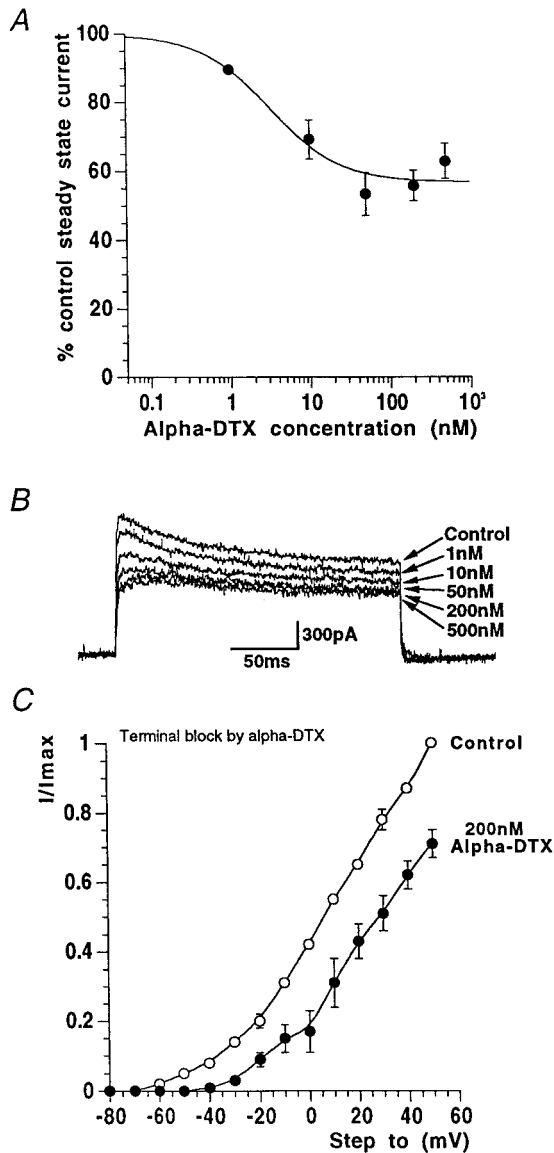 A
% control steady state current
100
80
60
40
20
0
0.1 1 10 100 10³
Alpha-DTX concentration (nM)
B
Control
1nM
10nM
50nM
200nM
500nM
300pA
50ms
C
Terminal block by alpha-DTX
I/Imax
1
0.8
0.6
0.4
0.2
0
Control
200nM
Alpha-DTX
-80 -60 -40 -20 0 20 40 60
Step to (mV)